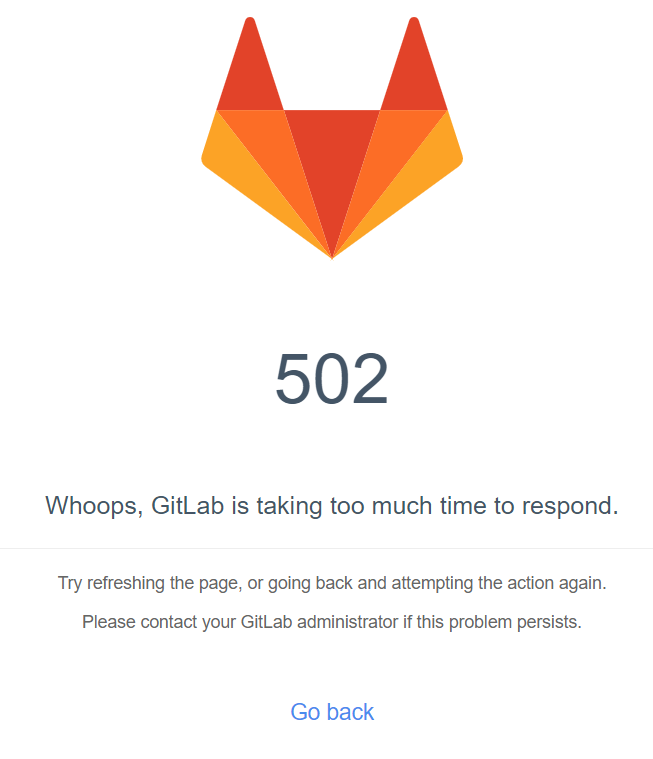 502
Whoops, GitLab is taking too much time to respond.
Try refreshing the page, or going back and attempting the action again.
Please contact your GitLab administrator if this problem persists.
Go back